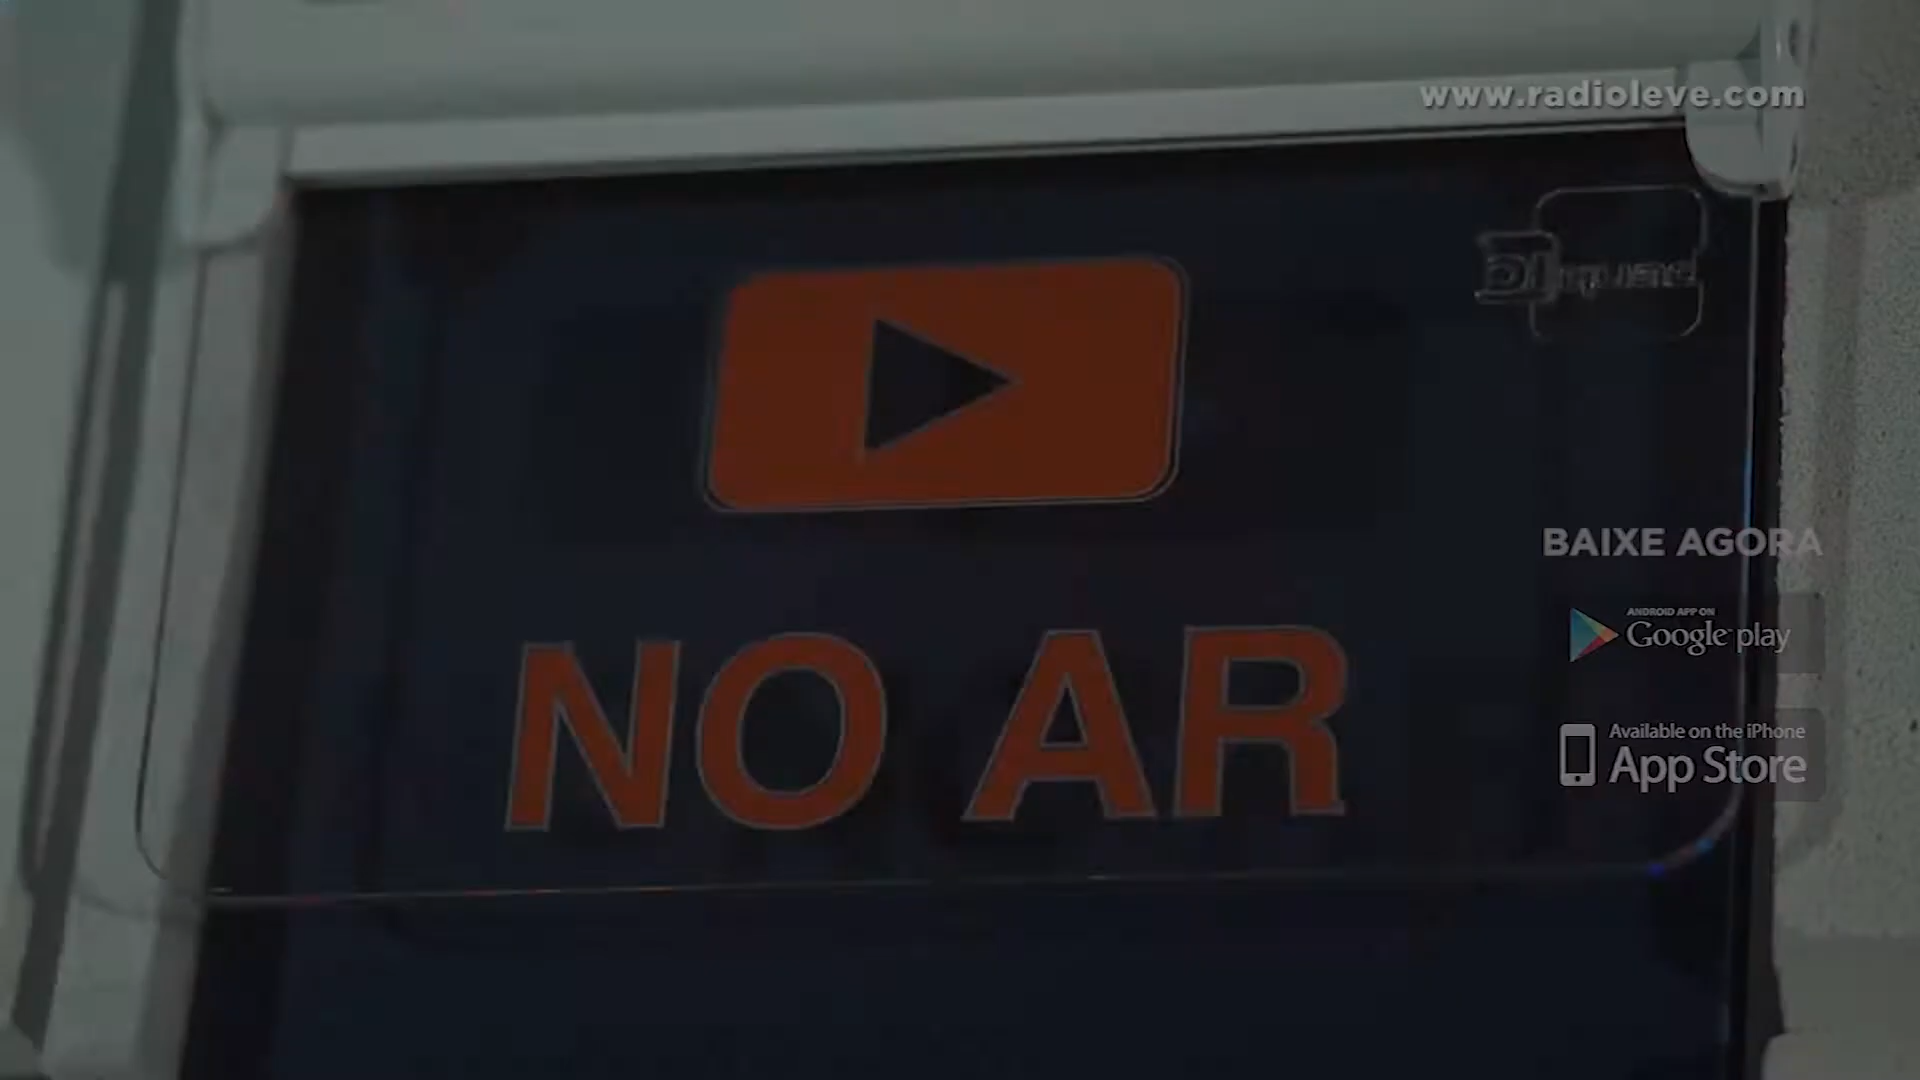 www.radioleve.com
NO AR
BAIXE AGORA
ANDROID APP ON
Google play
Available on the iPhone
App Store